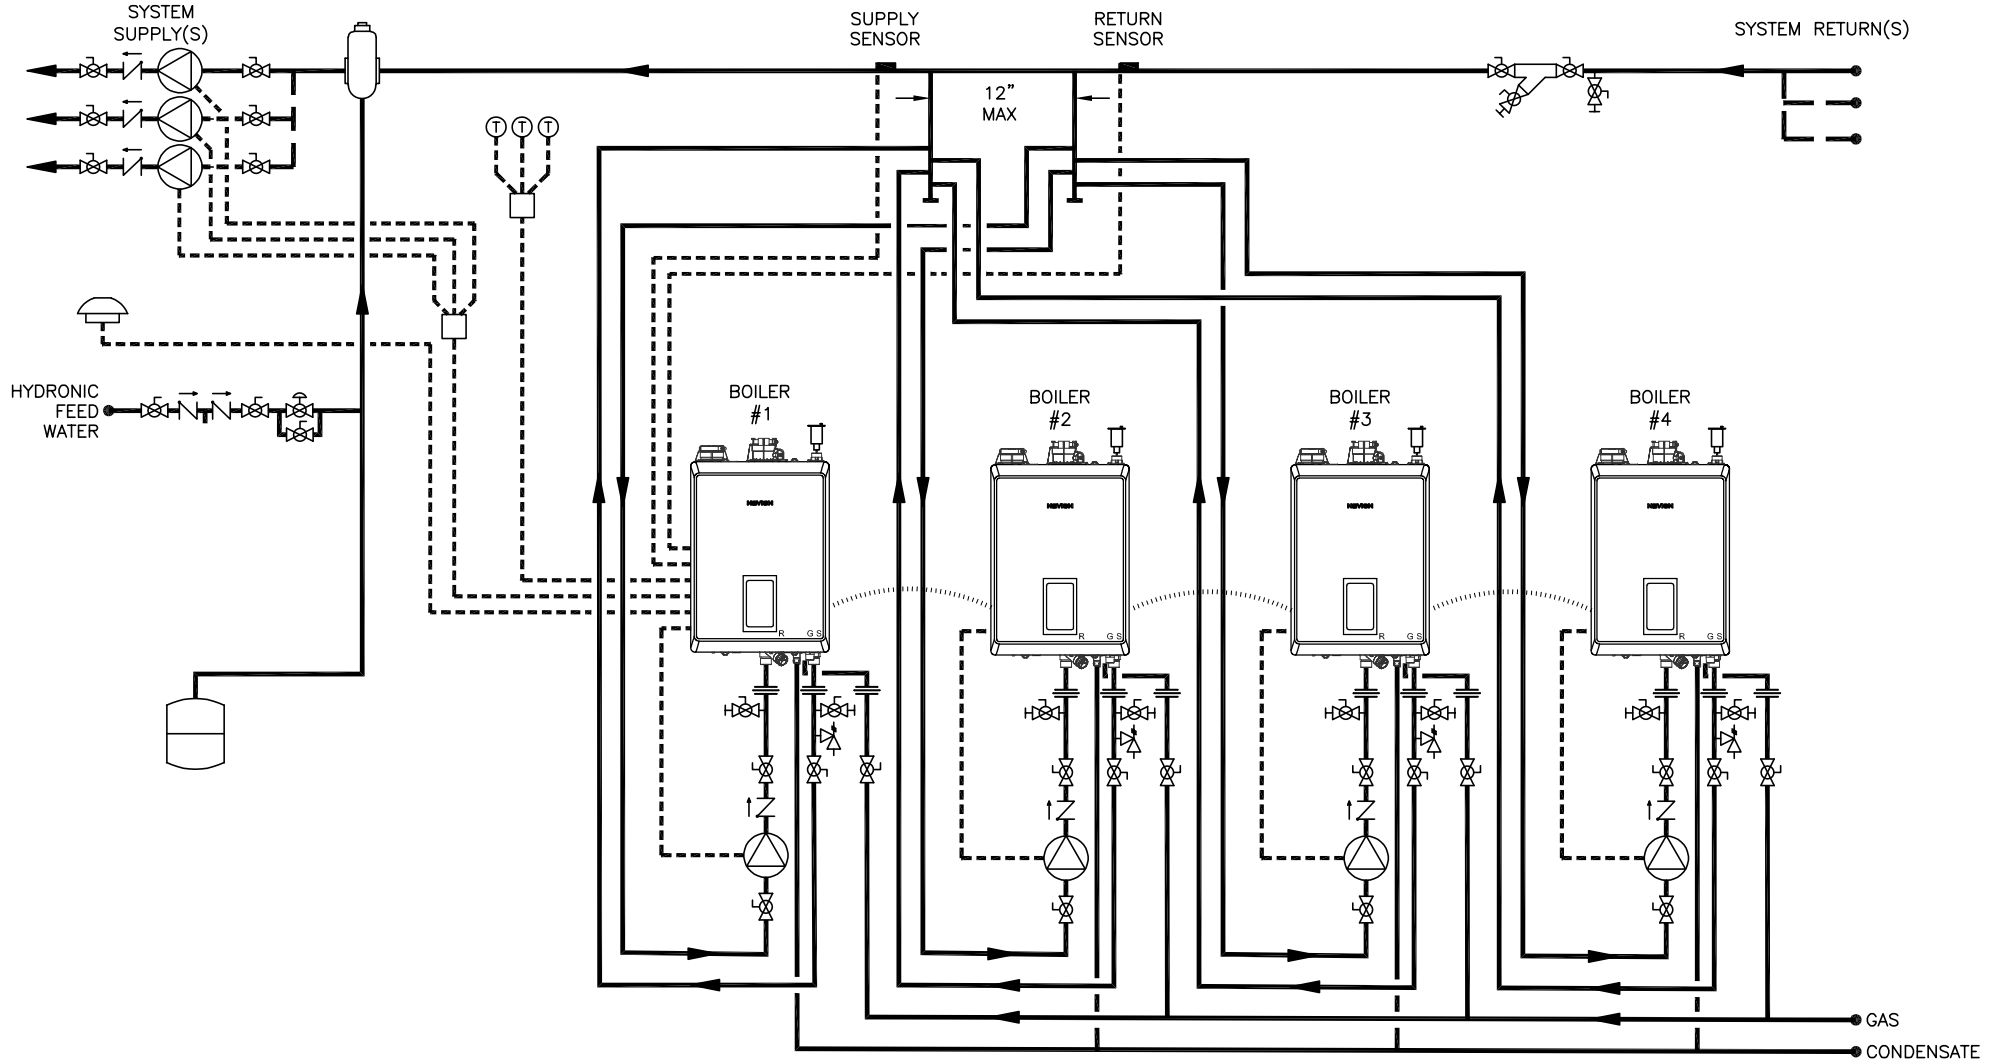 SYSTEM
SUPPLY(S)
SUPPLY
SENSOR
RETURN
SENSOR
SYSTEM RETURN(S)
12”
MAX
T T T
HYDRONIC
FEED
WATER
BOILER
#1
BOILER
#2
BOILER
#3
BOILER
#4
R G S
R G S
R G S
R G S
GAS
CONDENSATE